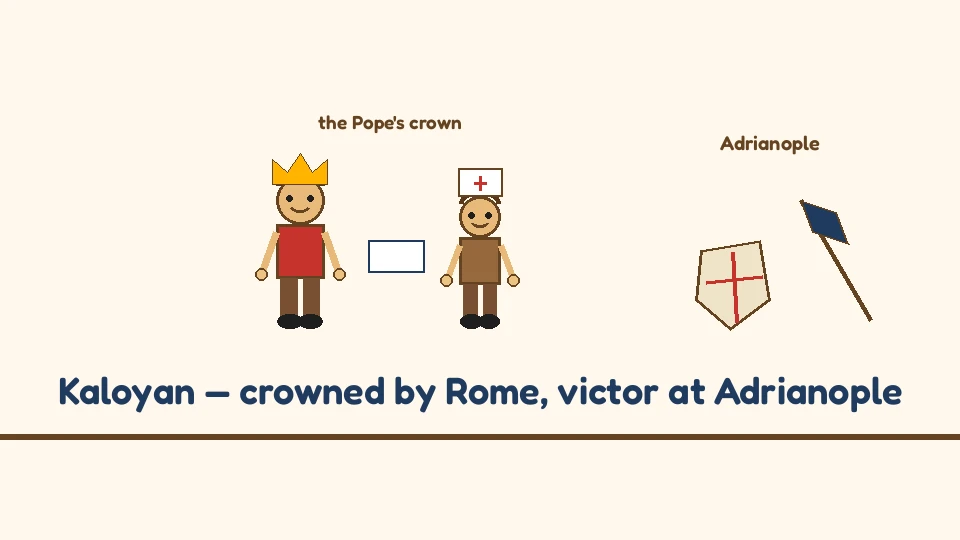 the Pope's crown
Adrianople
Kaloyan — crowned by Rome, victor at Adrianople